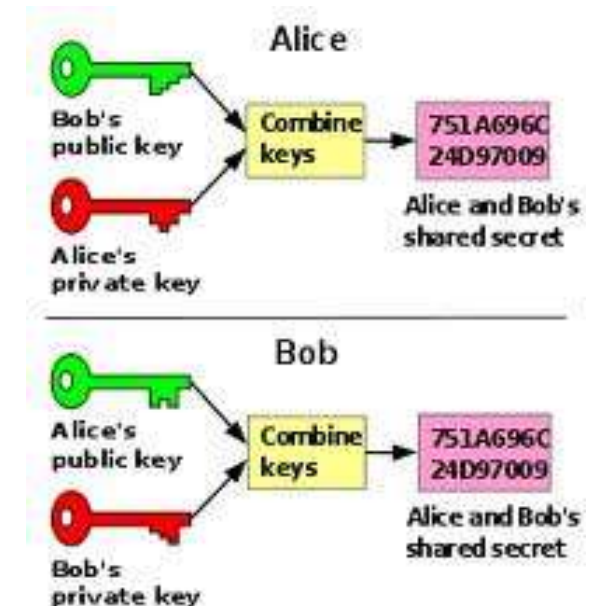 Alice
Bob's
public key
Combine
keys
751A696C
24D97009
Alice and Bob's
shared secret
Alice's
private key
Bob
Alice's
public key
Combine
keys
751A696C
24D97009
Alice and Bob's
shared secret
Bob's
private key